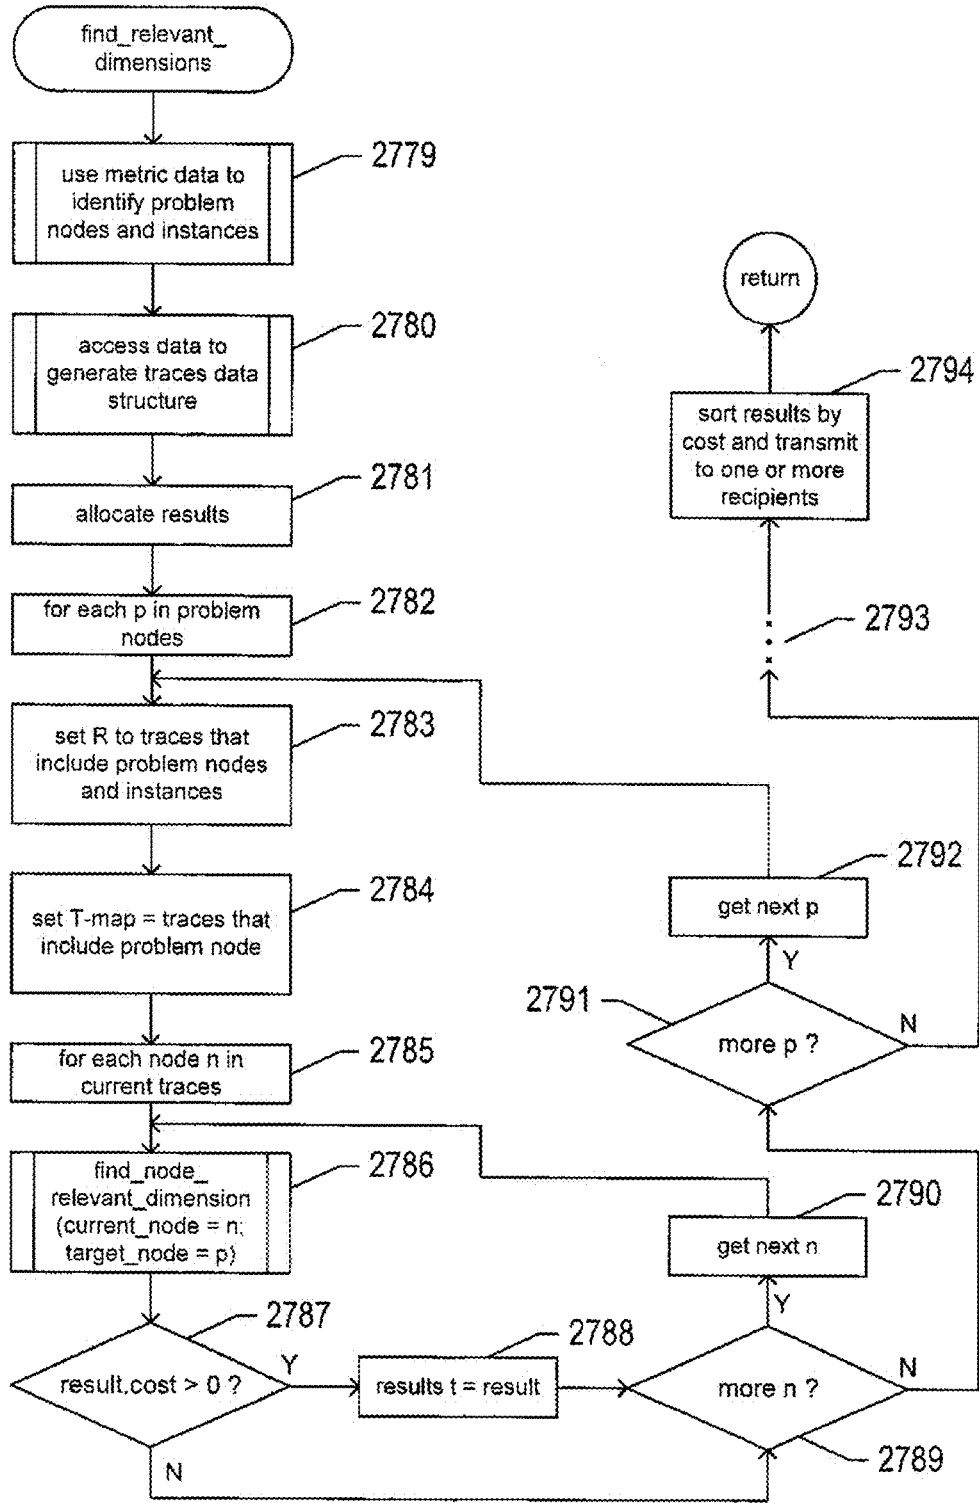 find_relevant_
dimensions
use metric data to
identify problem
nodes and instances
2779
access data to
generate traces data
structure
2780
allocate results
2781
for each p in problem
nodes
2782
set R to traces that
include problem nodes
and instances
2783
set T-map = traces that
include problem node
2784
for each node n in
current traces
2785
find_node_
relevant_dimension
(current_node = n;
target_node = p)
2786
result.cost > 0 ?
2787
Y
N
results t = result
2788
more n ?
2789
Y
N
get next n
2790
more p ?
2791
Y
N
get next p
2792
2793
sort results by
cost and transmit
to one or more
recipients
2794
return